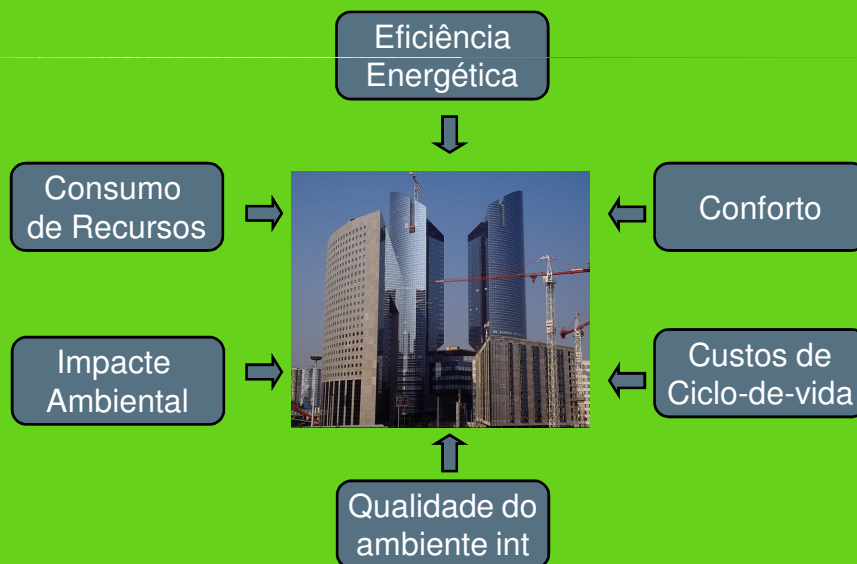 Eficiência
Energética
Consumo
de Recursos
Conforto
Impacte
Ambiental
Custos de
Ciclo-de-vida
Qualidade do
ambiente int